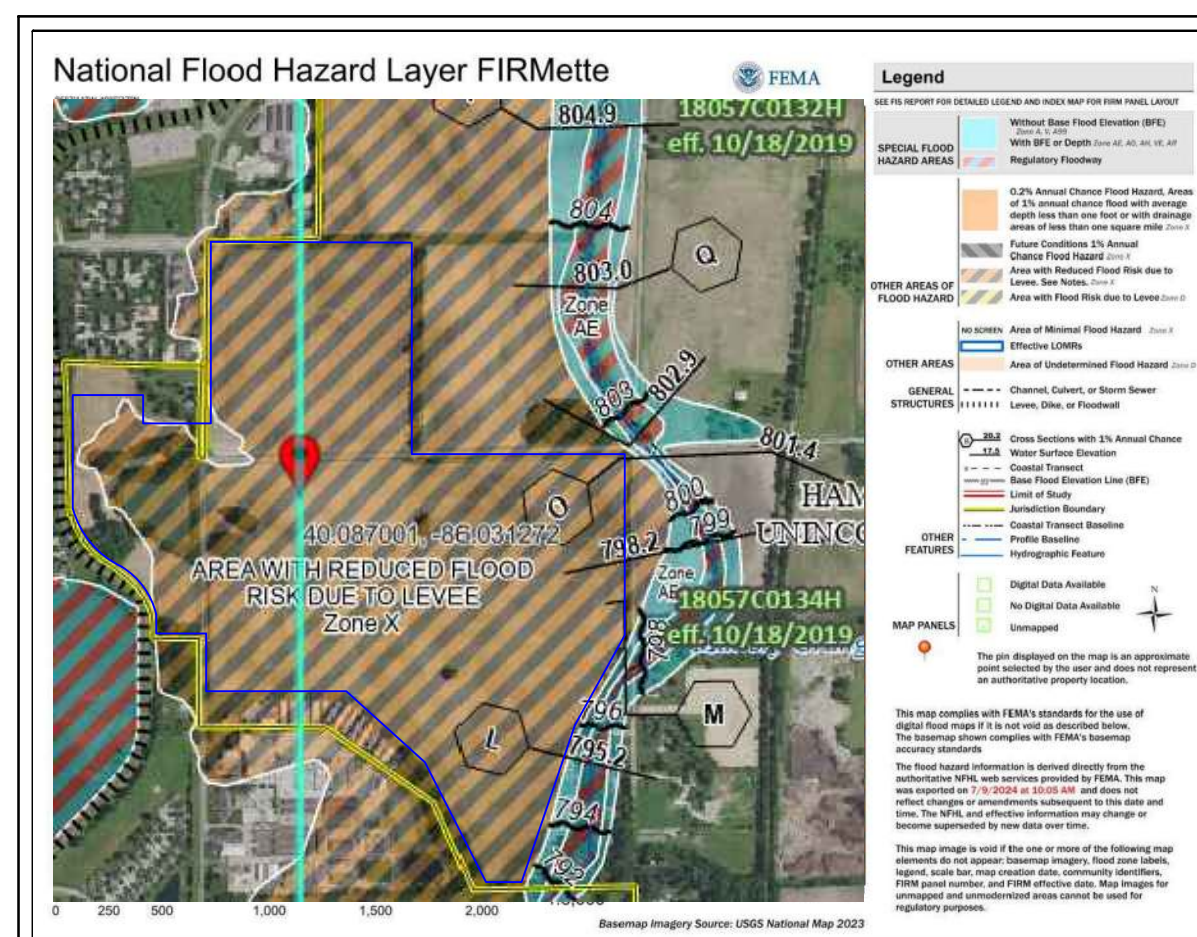 National Flood Hazard Layer FIRMette
FEMA
Legend
SEE FIS REPORT FOR DETAILED LEGEND AND INDEX MAP FOR FIRM PANEL LAYOUT
SPECIAL FLOOD
HAZARD AREAS
Without Base Flood Elevation (BFE)
Zone A, V, A99
With BFE or Depth Zone AE, AO, AH, VE, AR
Regulatory Floodway
OTHER AREAS OF
FLOOD HAZARD
0.2% Annual Chance Flood Hazard, Areas
of 1% annual chance flood with average
depth less than one foot or with drainage
areas of less than one square mile Zone X
Future Conditions 1% Annual
Chance Flood Hazard Zone X
Area with Reduced Flood Risk due to
Levee. See Notes. Zone X
Area with Flood Risk due to Levee Zone D
OTHER AREAS
NO SCREEN Area of Minimal Flood Hazard Zone X
Effective LOMRs
Area of Undetermined Flood Hazard Zone D
GENERAL
STRUCTURES
Channel, Culvert, or Storm Sewer
Levee, Dike, or Floodwall
OTHER
FEATURES
B 20.2 Cross Sections with 1% Annual Chance
17.5 Water Surface Elevation
8 Coastal Transect
513 Base Flood Elevation Line (BFE)
Limit of Study
Jurisdiction Boundary
Coastal Transect Baseline
Profile Baseline
Hydrographic Feature
MAP PANELS
Digital Data Available
No Digital Data Available
Unmapped
N
The pin displayed on the map is an approximate
point selected by the user and does not represent
an authoritative property location.
This map complies with FEMA's standards for the use of
digital flood maps if it is not void as described below.
The basemap shown complies with FEMA's basemap
accuracy standards
The flood hazard information is derived directly from the
authoritative NFHL web services provided by FEMA. This map
was exported on 7/9/2024 at 10:05 AM and does not
reflect changes or amendments subsequent to this date and
time. The NFHL and effective information may change or
become superseded by new data over time.
This map image is void if the one or more of the following map
elements do not appear: basemap imagery, flood zone labels,
legend, scale bar, map creation date, community identifiers,
FIRM panel number, and FIRM effective date. Map images for
unmapped and unmodernized areas cannot be used for
regulatory purposes.
804.9
18057C0132H
eff. 10/18/2019
804
Q
803.0
Zone
AE
803
802.9
801.4
O
800
HAM
UNINCO
799
798.2
40.087001, -86.031272
AREA WITH REDUCED FLOOD
RISK DUE TO LEVEE
Zone X
Zone
AE
18057C0134H
eff. 10/18/2019
798
796
M
L
795.2
794
792
0 250 500 1,000 1,500 2,000
Basemap Imagery Source: USGS National Map 2023